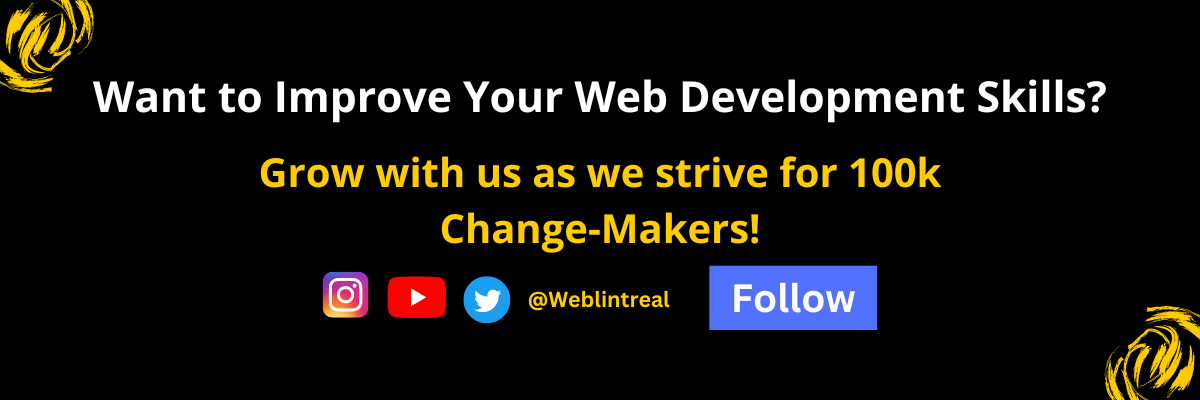 Want to Improve Your Web Development Skills?
Grow with us as we strive for 100k
Change-Makers!
@Weblintreal
Follow